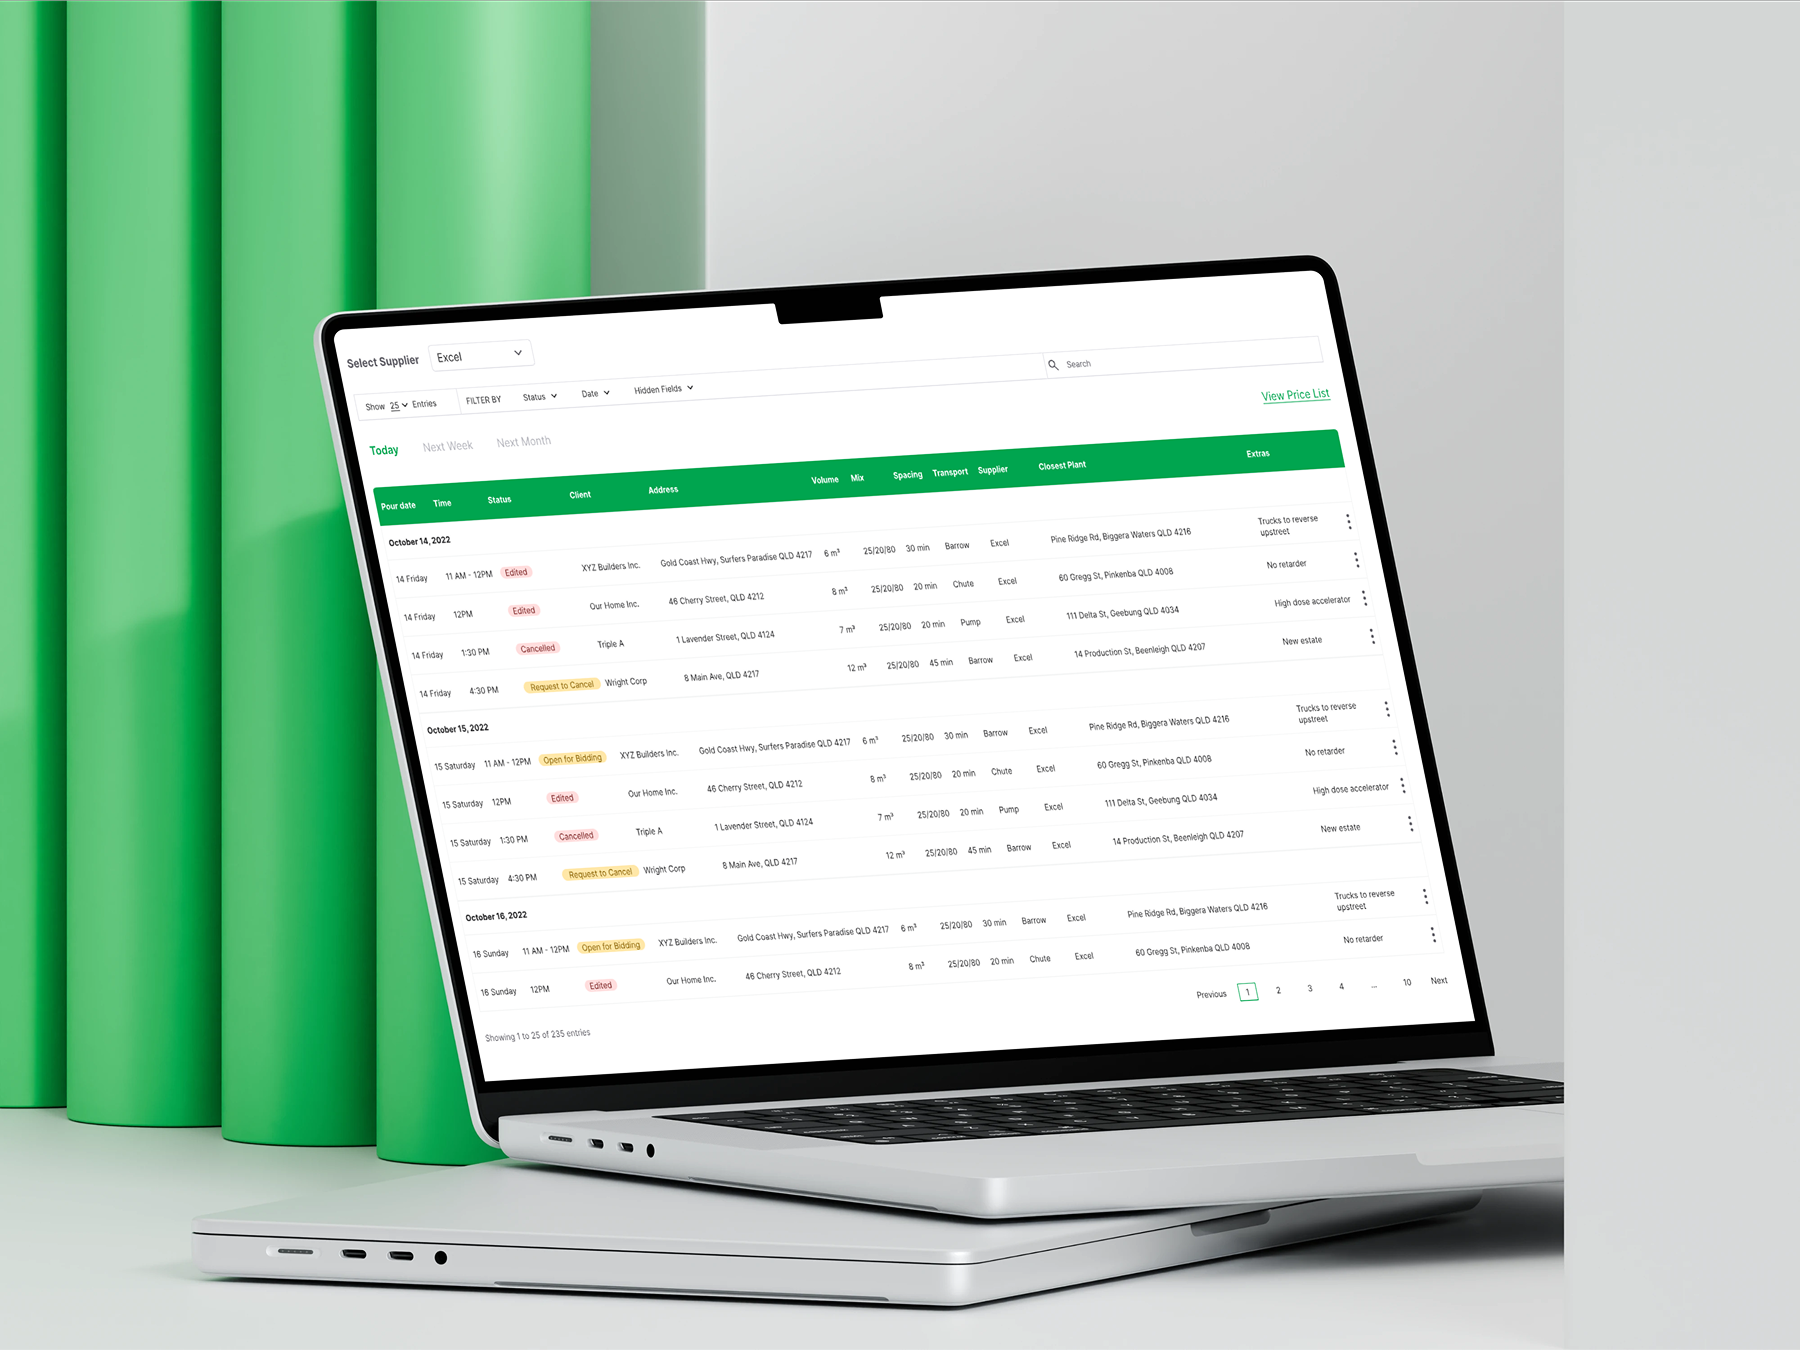 Select Supplier Excel
Show 25 Entries FILTER BY Status Date Hidden Fields Search
View Price List
Today Next Week Next Month
Pour date Time Status Client Address Volume Mix Spacing Transport Supplier Closest Plant Extras
October 14, 2022
14 Friday 11 AM - 12PM Edited XYZ Builders Inc. Gold Coast Hwy, Surfers Paradise QLD 4217 6 m³ 25/20/80 30 min Barrow Excel Pine Ridge Rd, Biggera Waters QLD 4216 Trucks to reverse
upstreet
14 Friday 12PM Edited Our Home Inc. 46 Cherry Street, QLD 4212 8 m³ 25/20/80 20 min Chute Excel 60 Gregg St, Pinkenba QLD 4008 No retarder
14 Friday 1:30 PM Cancelled Triple A 1 Lavender Street, QLD 4124 7 m³ 25/20/80 20 min Pump Excel 111 Delta St, Geebung QLD 4034 High dose accelerator
14 Friday 4:30 PM Request to Cancel Wright Corp 8 Main Ave, QLD 4217 12 m³ 25/20/80 45 min Barrow Excel 14 Production St, Beenleigh QLD 4207 New estate
October 15, 2022
15 Saturday 11 AM - 12PM Open for Bidding XYZ Builders Inc. Gold Coast Hwy, Surfers Paradise QLD 4217 6 m³ 25/20/80 30 min Barrow Excel Pine Ridge Rd, Biggera Waters QLD 4216 Trucks to reverse
upstreet
15 Saturday 12PM Edited Our Home Inc. 46 Cherry Street, QLD 4212 8 m³ 25/20/80 20 min Chute Excel 60 Gregg St, Pinkenba QLD 4008 No retarder
15 Saturday 1:30 PM Cancelled Triple A 1 Lavender Street, QLD 4124 7 m³ 25/20/80 20 min Pump Excel 111 Delta St, Geebung QLD 4034 High dose accelerator
15 Saturday 4:30 PM Request to Cancel Wright Corp 8 Main Ave, QLD 4217 12 m³ 25/20/80 45 min Barrow Excel 14 Production St, Beenleigh QLD 4207 New estate
October 16, 2022
16 Sunday 11 AM - 12PM Open for Bidding XYZ Builders Inc. Gold Coast Hwy, Surfers Paradise QLD 4217 6 m³ 25/20/80 30 min Barrow Excel Pine Ridge Rd, Biggera Waters QLD 4216 Trucks to reverse
upstreet
16 Sunday 12PM Edited Our Home Inc. 46 Cherry Street, QLD 4212 8 m³ 25/20/80 20 min Chute Excel 60 Gregg St, Pinkenba QLD 4008 No retarder
Showing 1 to 25 of 235 entries Previous 1 2 3 4 ... 10 Next